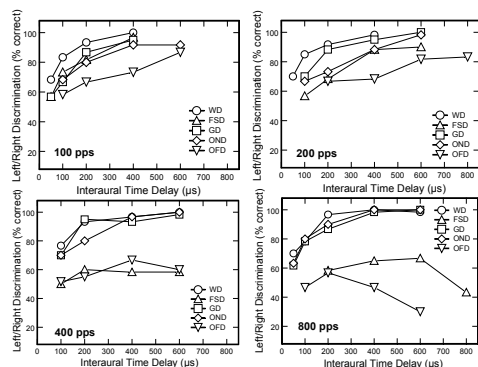 Left/Right Discrimination (% correct)
100
80
60
40
20
WD
FSD
GD
OND
OFD
100 pps
0 100 200 300 400 500 600 700 800
Interaural Time Delay (µs)
Left/Right Discrimination (% correct)
100
80
60
40
20
WD
FSD
GD
OND
OFD
200 pps
0 100 200 300 400 500 600 700 800
Interaural Time Delay (µs)
Left/Right Discrimination (% correct)
100
80
60
40
20
WD
FSD
GD
OND
OFD
400 pps
0 100 200 300 400 500 600 700 800
Interaural Time Delay (µs)
Left/Right Discrimination (% correct)
100
80
60
40
20
WD
FSD
GD
OND
OFD
800 pps
0 100 200 300 400 500 600 700 800
Interaural Time Delay (µs)